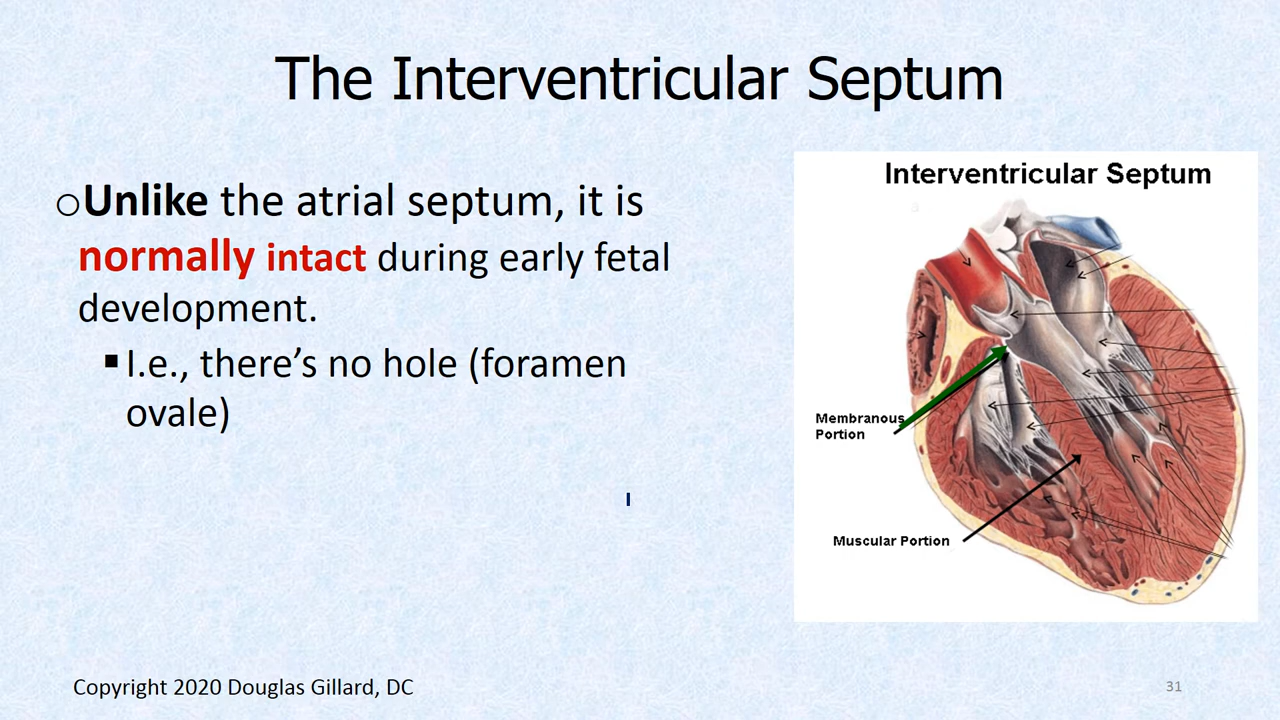 The Interventricular Septum
oUnlike the atrial septum, it is
normally intact during early fetal
development.
▪I.e., there’s no hole (foramen
ovale)
Interventricular Septum
Membranous
Portion
Muscular Portion
Copyright 2020 Douglas Gillard, DC
31